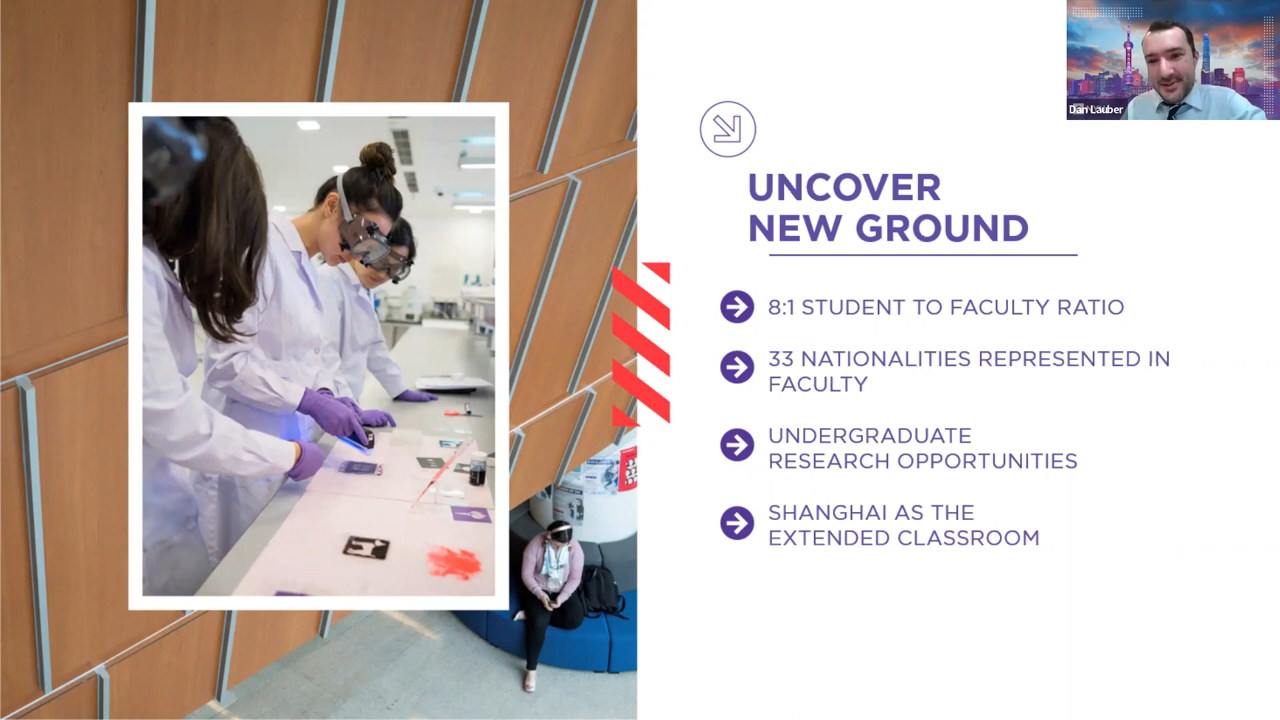 Dan Lauber
UNCOVER
NEW GROUND
8:1 STUDENT TO FACULTY RATIO
33 NATIONALITIES REPRESENTED IN
FACULTY
UNDERGRADUATE
RESEARCH OPPORTUNITIES
SHANGHAI AS THE
EXTENDED CLASSROOM